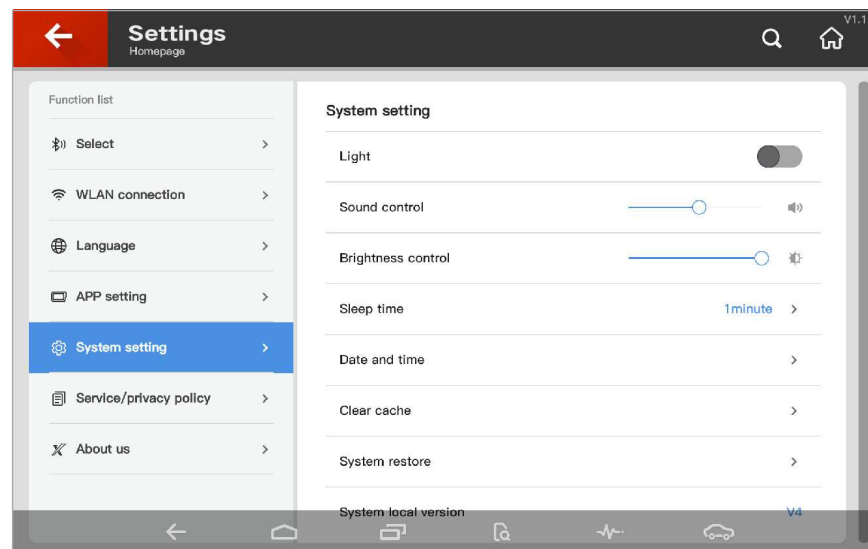 Settings
Homepage
V1.1
Function list
Select
WLAN connection
Language
APP setting
System setting
Service/privacy policy
About us
System setting
Light
Sound control
Brightness control
Sleep time
1minute
Date and time
Clear cache
System restore
System local version
V4